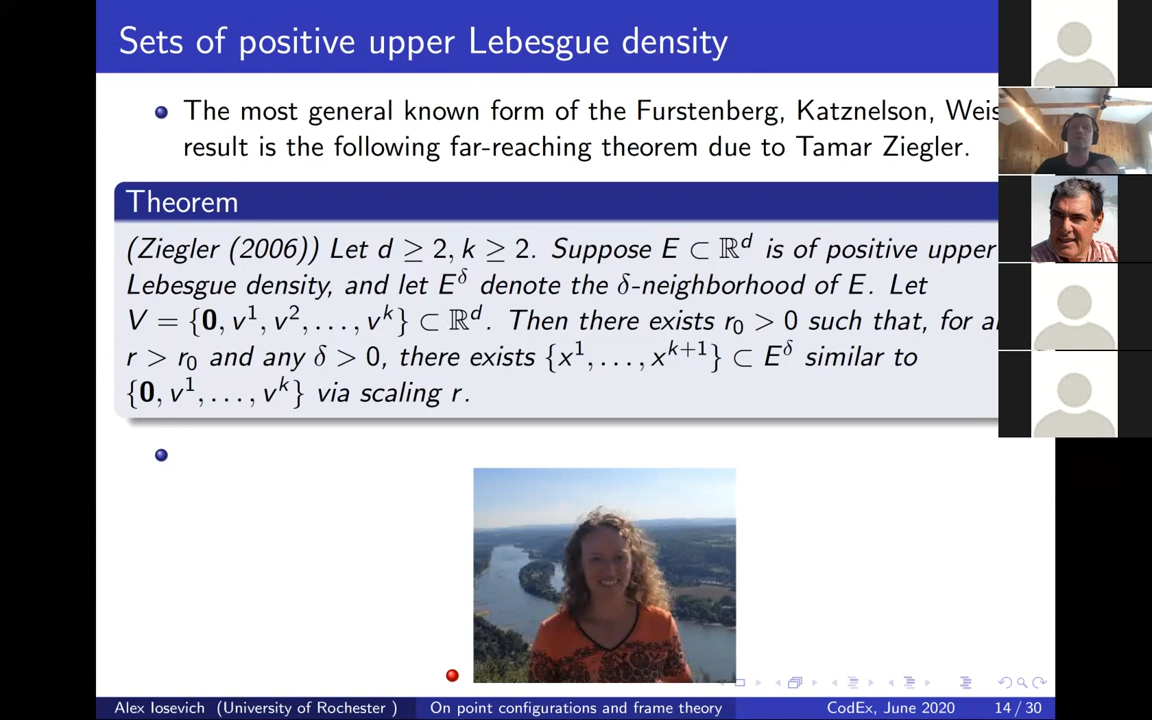 Sets of positive upper Lebesgue density
The most general known form of the Furstenberg, Katznelson, Weis
result is the following far-reaching theorem due to Tamar Ziegler.
Theorem
(Ziegler (2006)) Let d ≥ 2, k ≥ 2. Suppose E ⊂ ℝ^d is of positive upper
Lebesgue density, and let E^δ denote the δ-neighborhood of E. Let
V = {0, v^1, v^2, . . . , v^k} ⊂ ℝ^d. Then there exists r_0 > 0 such that, for al
r > r_0 and any δ > 0, there exists {x^1, . . . , x^{k+1}} ⊂ E^δ similar to
{0, v^1, . . . , v^k} via scaling r.
Alex Iosevich (University of Rochester ) On point configurations and frame theory CodEx, June 2020 14 / 30